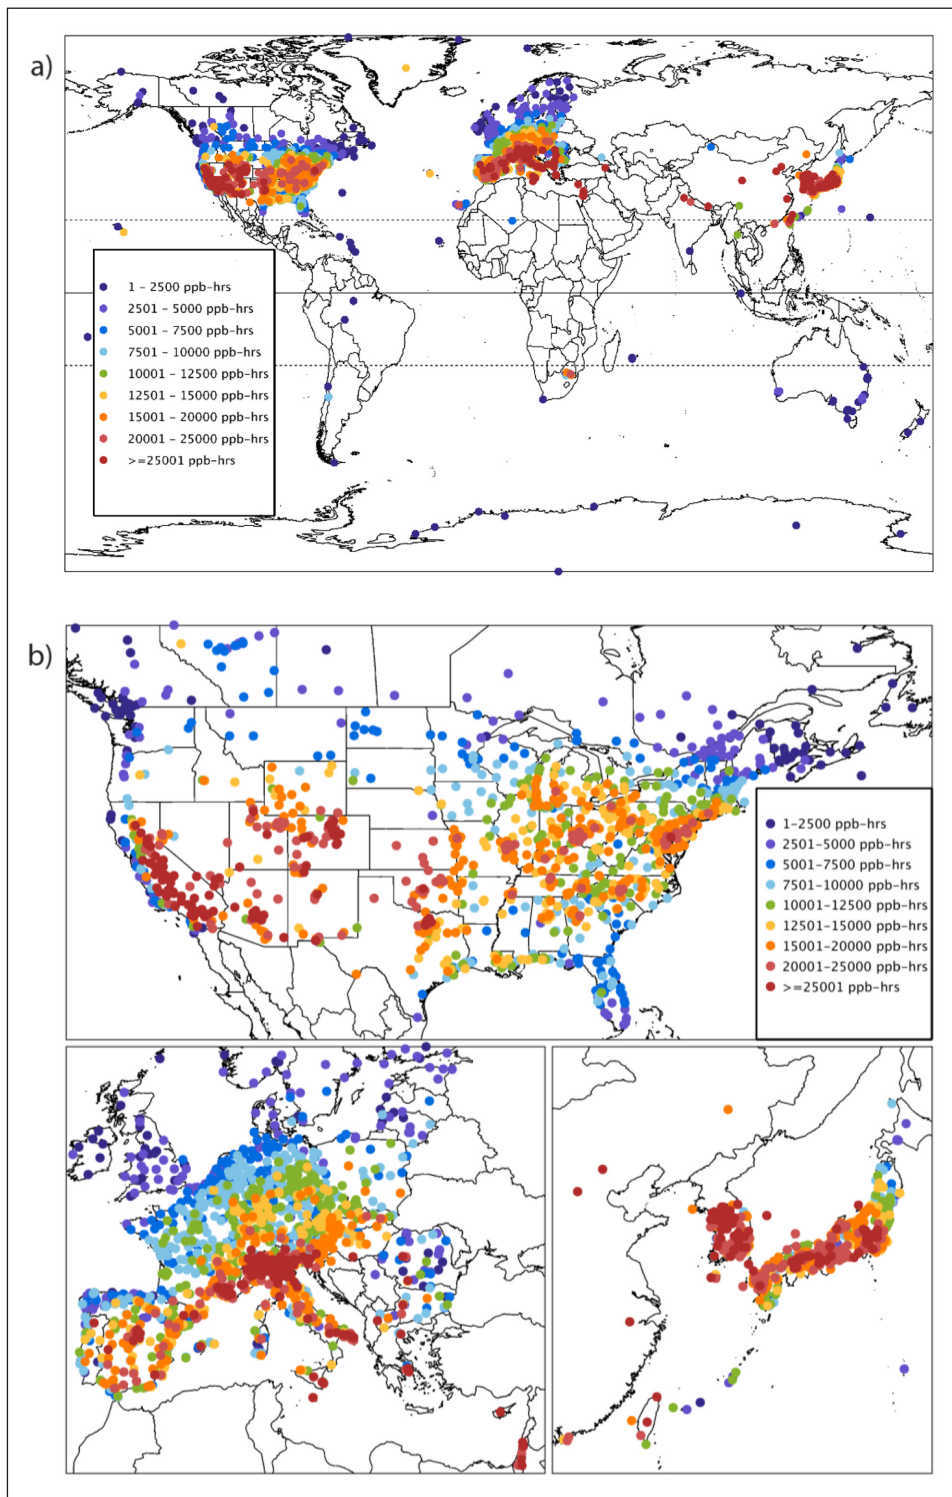 a)
1 – 2500 ppb–hrs
2501 – 5000 ppb–hrs
5001 – 7500 ppb–hrs
7501 – 10000 ppb–hrs
10001 – 12500 ppb–hrs
12501 – 15000 ppb–hrs
15001 – 20000 ppb–hrs
20001 – 25000 ppb–hrs
>=25001 ppb–hrs
b)
1–2500 ppb–hrs
2501–5000 ppb–hrs
5001–7500 ppb–hrs
7501–10000 ppb–hrs
10001–12500 ppb–hrs
12501–15000 ppb–hrs
15001–20000 ppb–hrs
20001–25000 ppb–hrs
>=25001 ppb–hrs